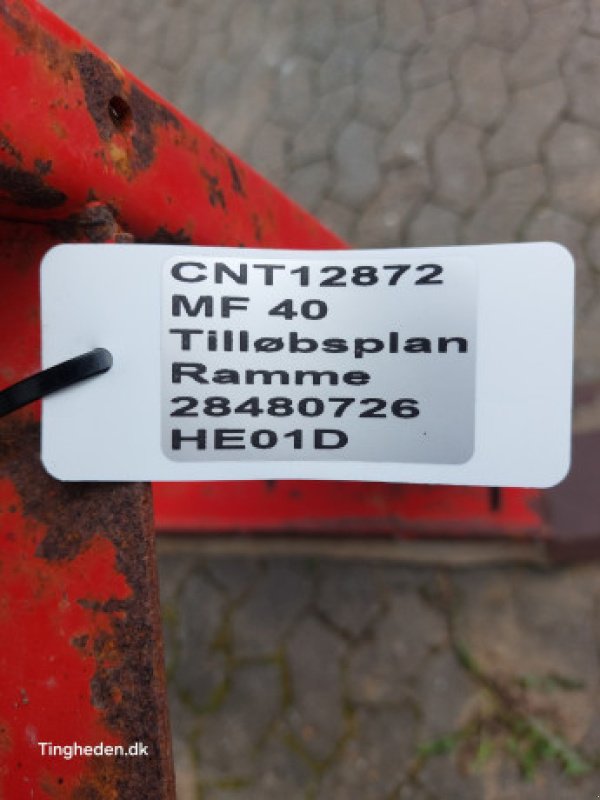 CNT12872
MF 40
Tilløbsplan
Ramme
28480726
HE01D
Tingheden.dk